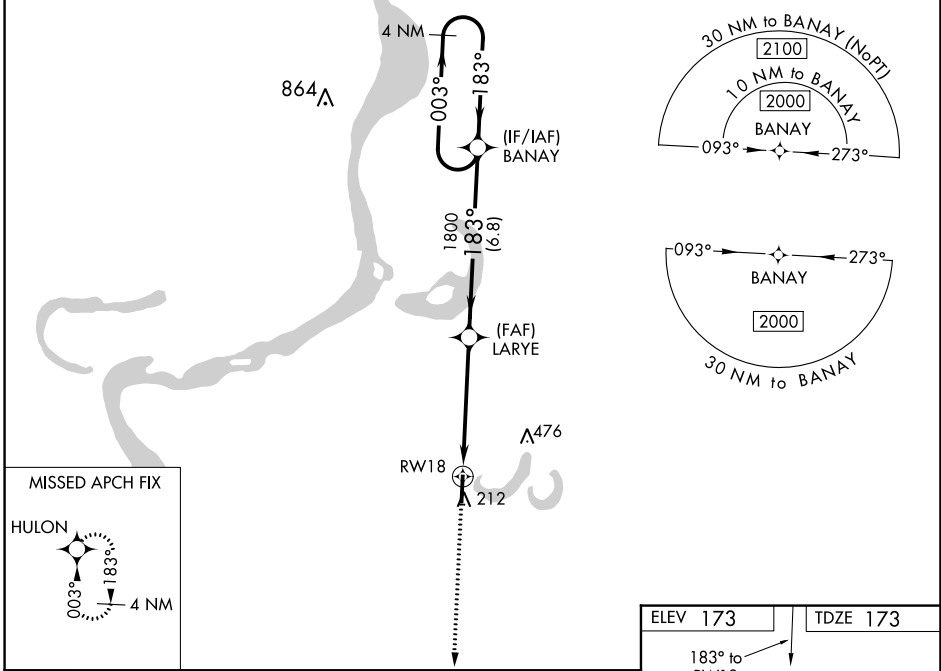 4 NM
003°
183°
864
(IF/IAF)
BANAY
1800
183°
(6.8)
(FAF)
LARYE
476
RW18
212
30 NM to BANAY (NoPT)
2100
10 NM to BANAY
2000
BANAY
093°
273°
093°
273°
BANAY
2000
30 NM to BANAY
MISSED APCH FIX
HULON
003°
183°
4 NM
ELEV 173
TDZE 173
183° to